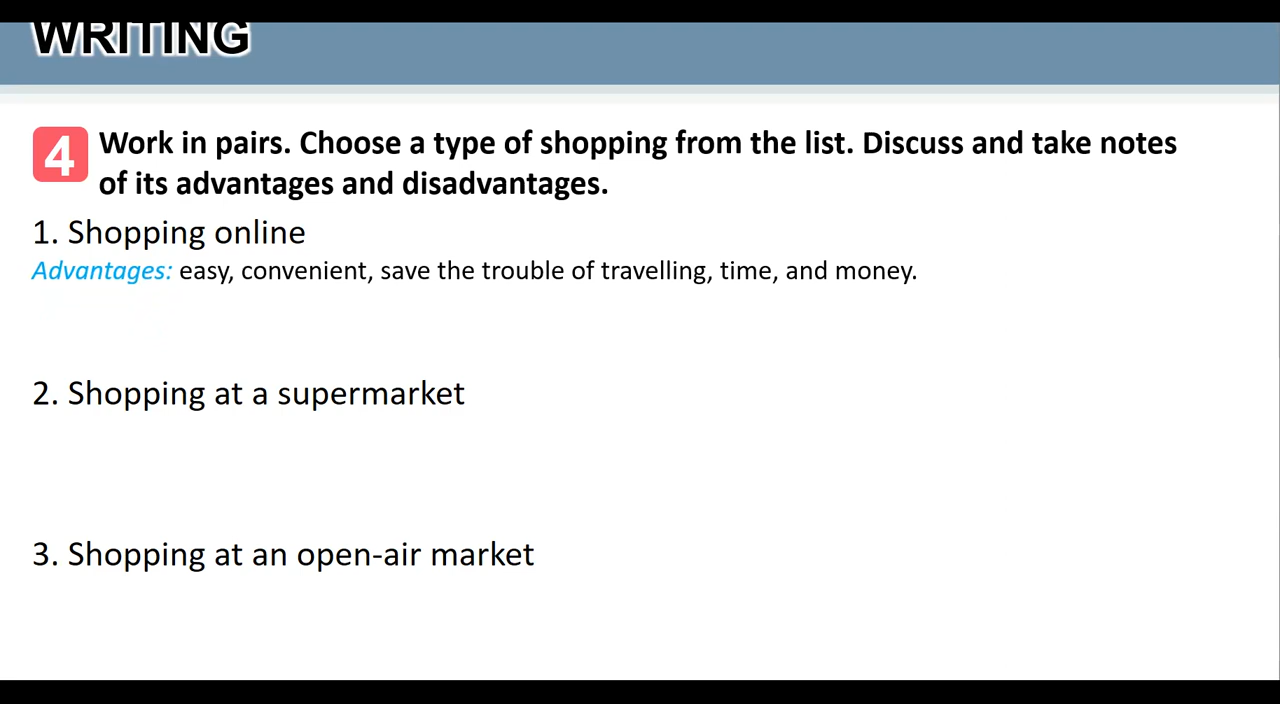 WRITING
4 Work in pairs. Choose a type of shopping from the list. Discuss and take notes
of its advantages and disadvantages.
1. Shopping online
Advantages: easy, convenient, save the trouble of travelling, time, and money.
2. Shopping at a supermarket
3. Shopping at an open-air market